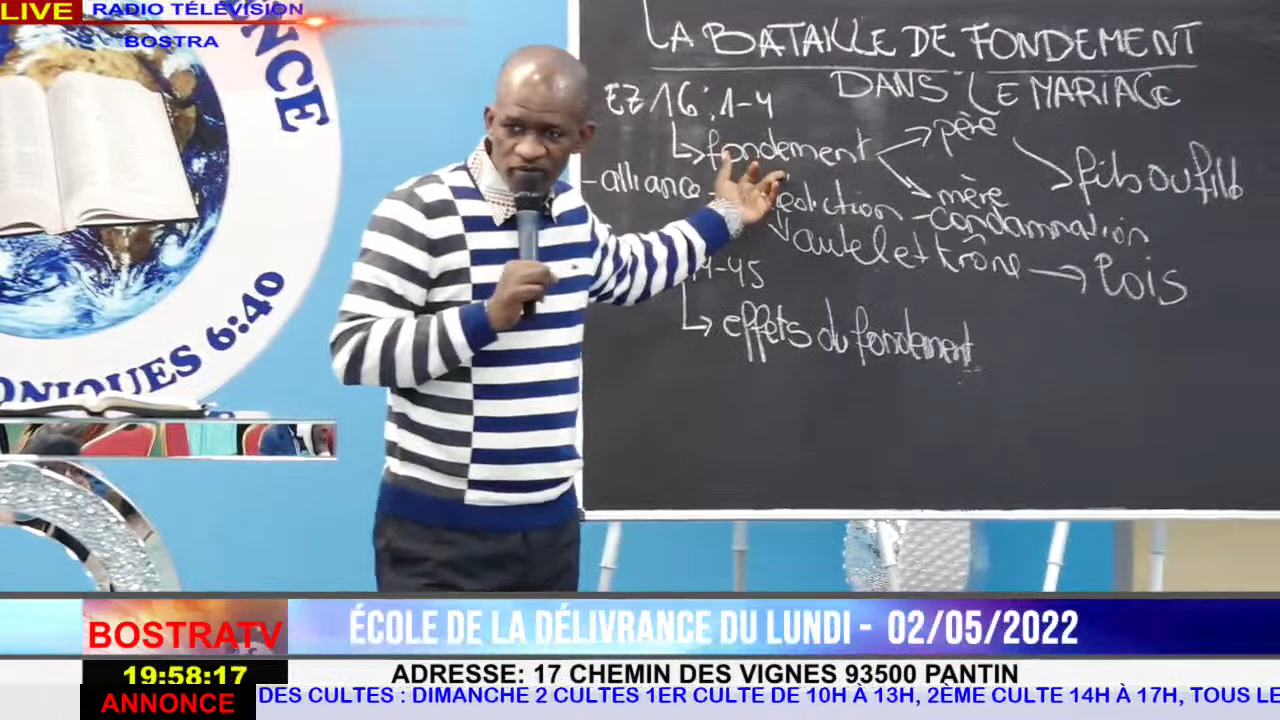 LIVE
RADIO TÉLÉVISION
BOSTRA
NCE
ONIQUES 6:40
LA BATAILLE DE FONDEMENT
DANS LE MARIAGE
EZ 16:1-4
fondement
père
mère
fils ou fille
- alliance -
- condamnation
autel et trône → lois
4-45
effets du fondement
BOSTRATV
ÉCOLE DE LA DÉLIVRANCE DU LUNDI - 02/05/2022
19:58:17
ADRESSE: 17 CHEMIN DES VIGNES 93500 PANTIN
ANNONCE
DES CULTES : DIMANCHE 2 CULTES 1ER CULTE DE 10H À 13H, 2ÈME CULTE 14H À 17H, TOUS LE